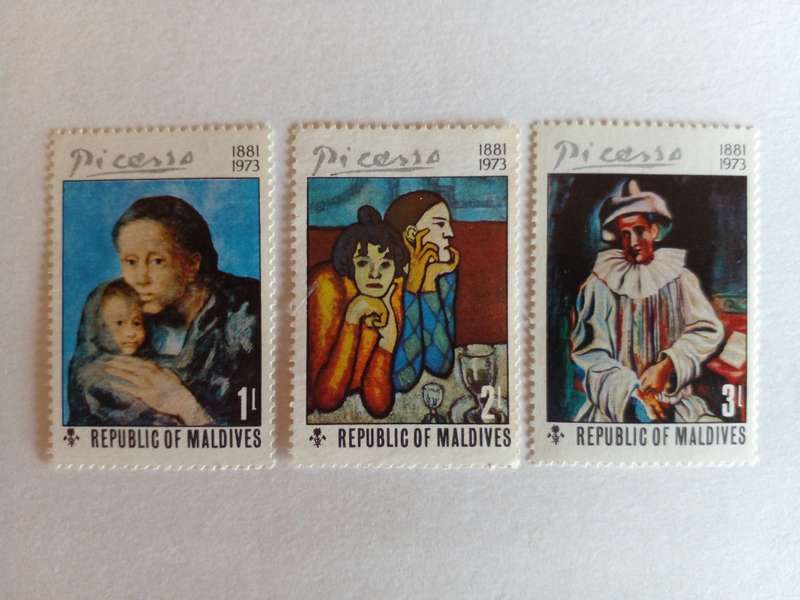 Picasso 1881
1973
1l
REPUBLIC OF MALDIVES
Picasso 1881
1973
2l
REPUBLIC OF MALDIVES
Picasso 1881
1973
3l
REPUBLIC OF MALDIVES